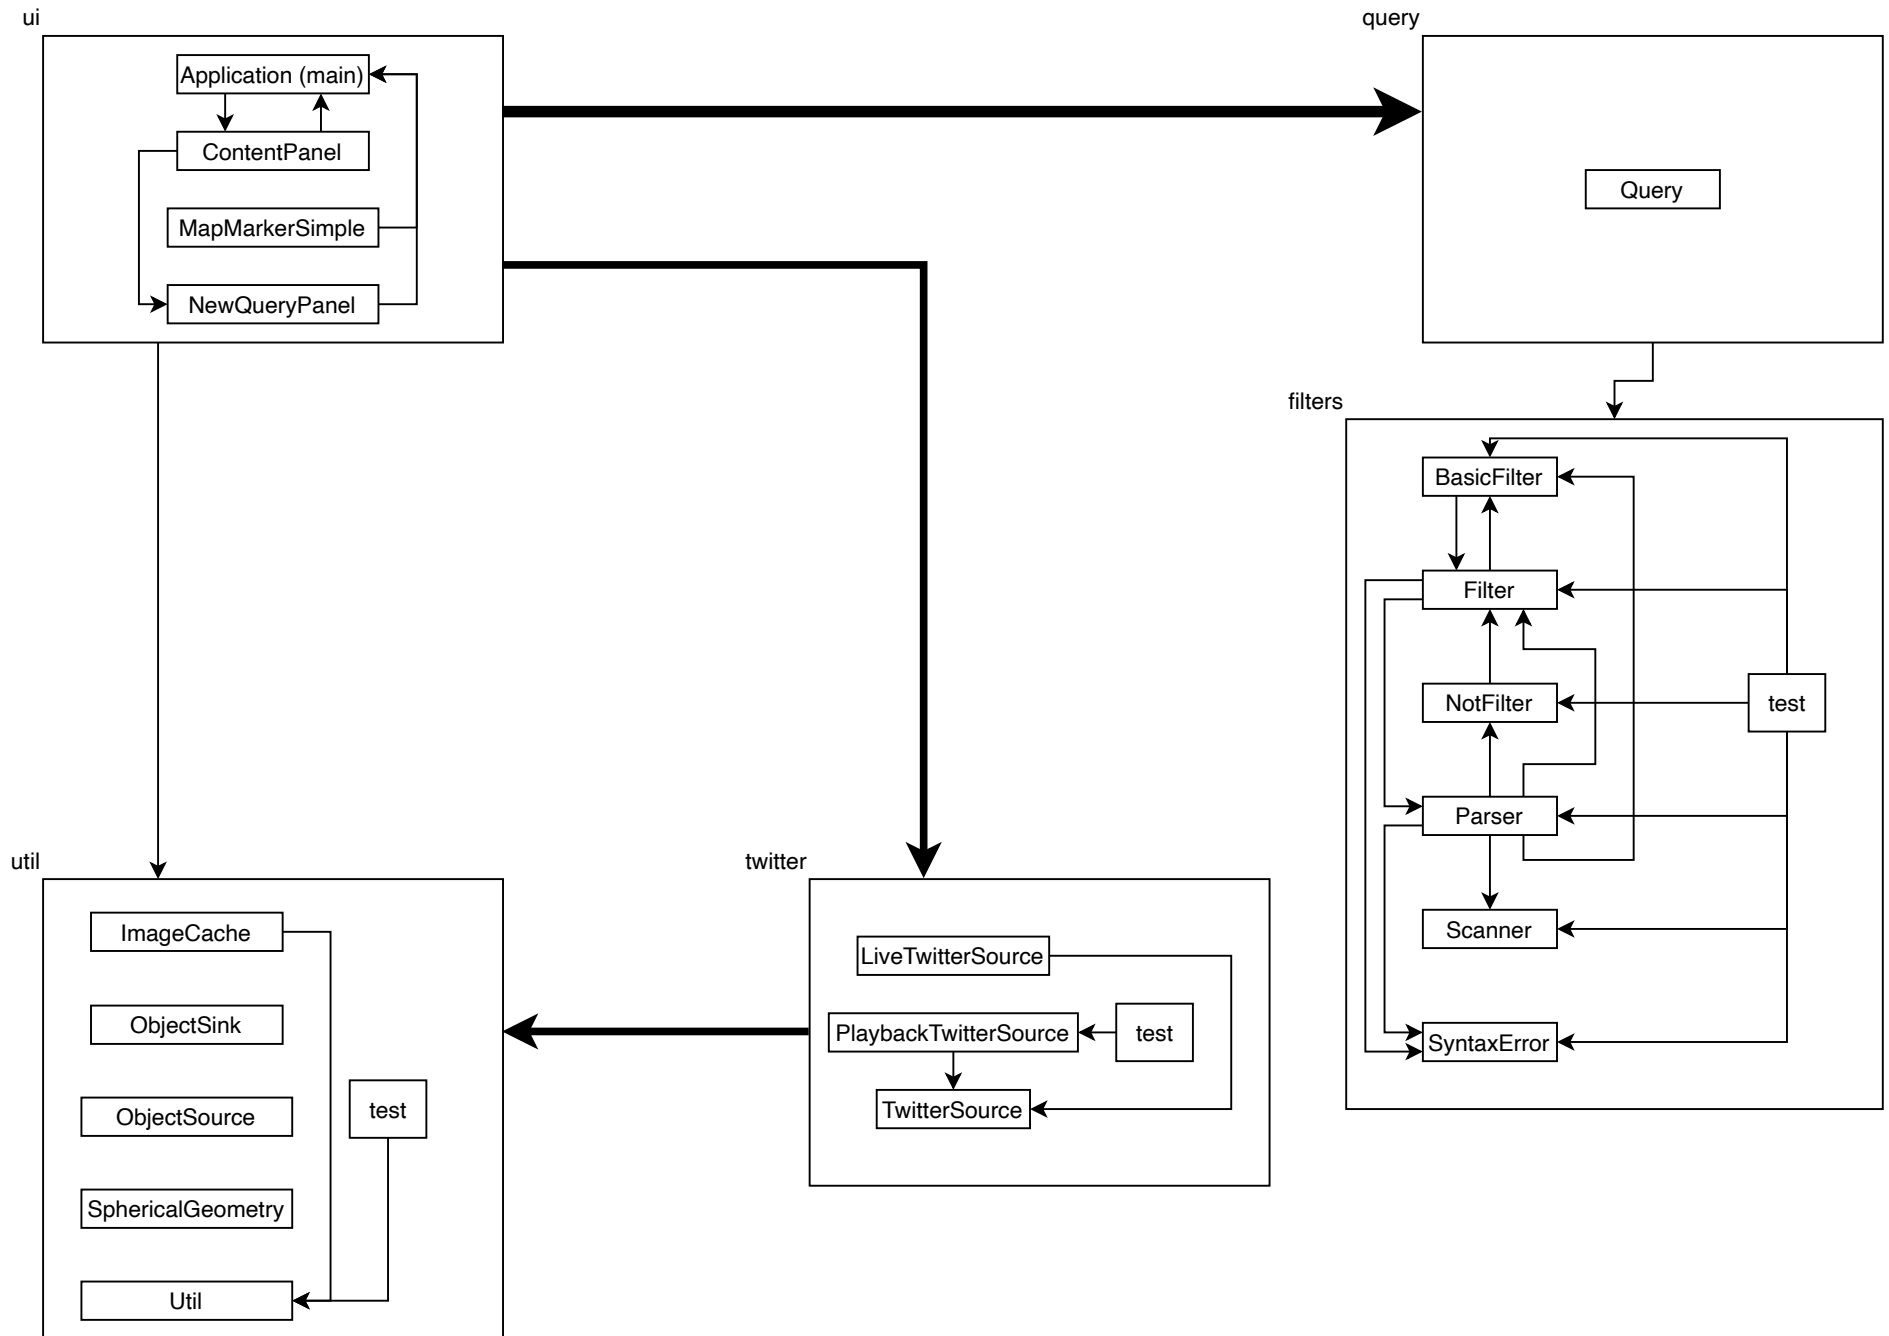 ui
Application (main)
ContentPanel
MapMarkerSimple
NewQueryPanel
query
Query
filters
BasicFilter
Filter
NotFilter
test
Parser
Scanner
SyntaxError
util
ImageCache
ObjectSink
ObjectSource
test
SphericalGeometry
Util
twitter
LiveTwitterSource
PlaybackTwitterSource
test
TwitterSource